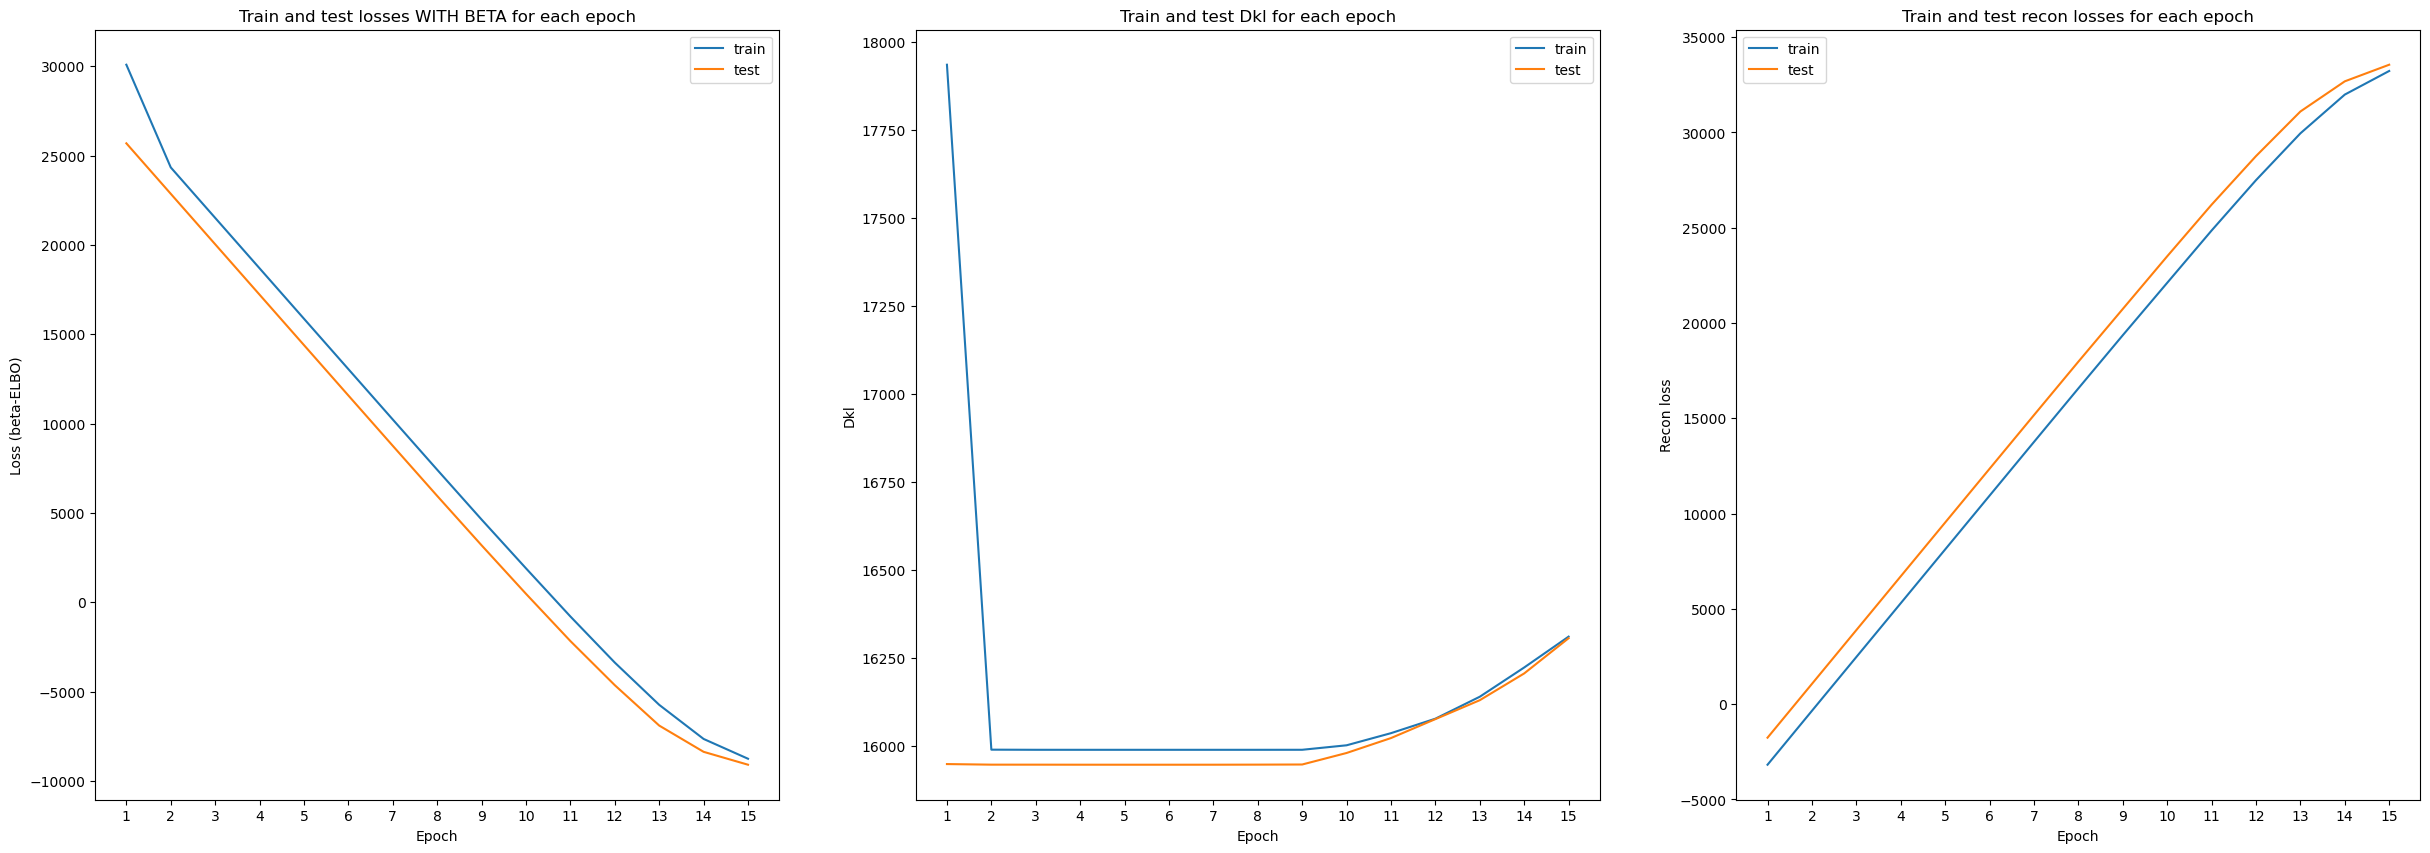 Train and test losses WITH BETA for each epoch
train
test
30000
25000
20000
15000
10000
5000
0
−5000
−10000
Loss (beta-ELBO)
1 2 3 4 5 6 7 8 9 10 11 12 13 14 15
Epoch
Train and test Dkl for each epoch
train
test
18000
17750
17500
17250
17000
16750
16500
16250
16000
Dkl
1 2 3 4 5 6 7 8 9 10 11 12 13 14 15
Epoch
Train and test recon losses for each epoch
train
test
35000
30000
25000
20000
15000
10000
5000
0
−5000
Recon loss
1 2 3 4 5 6 7 8 9 10 11 12 13 14 15
Epoch